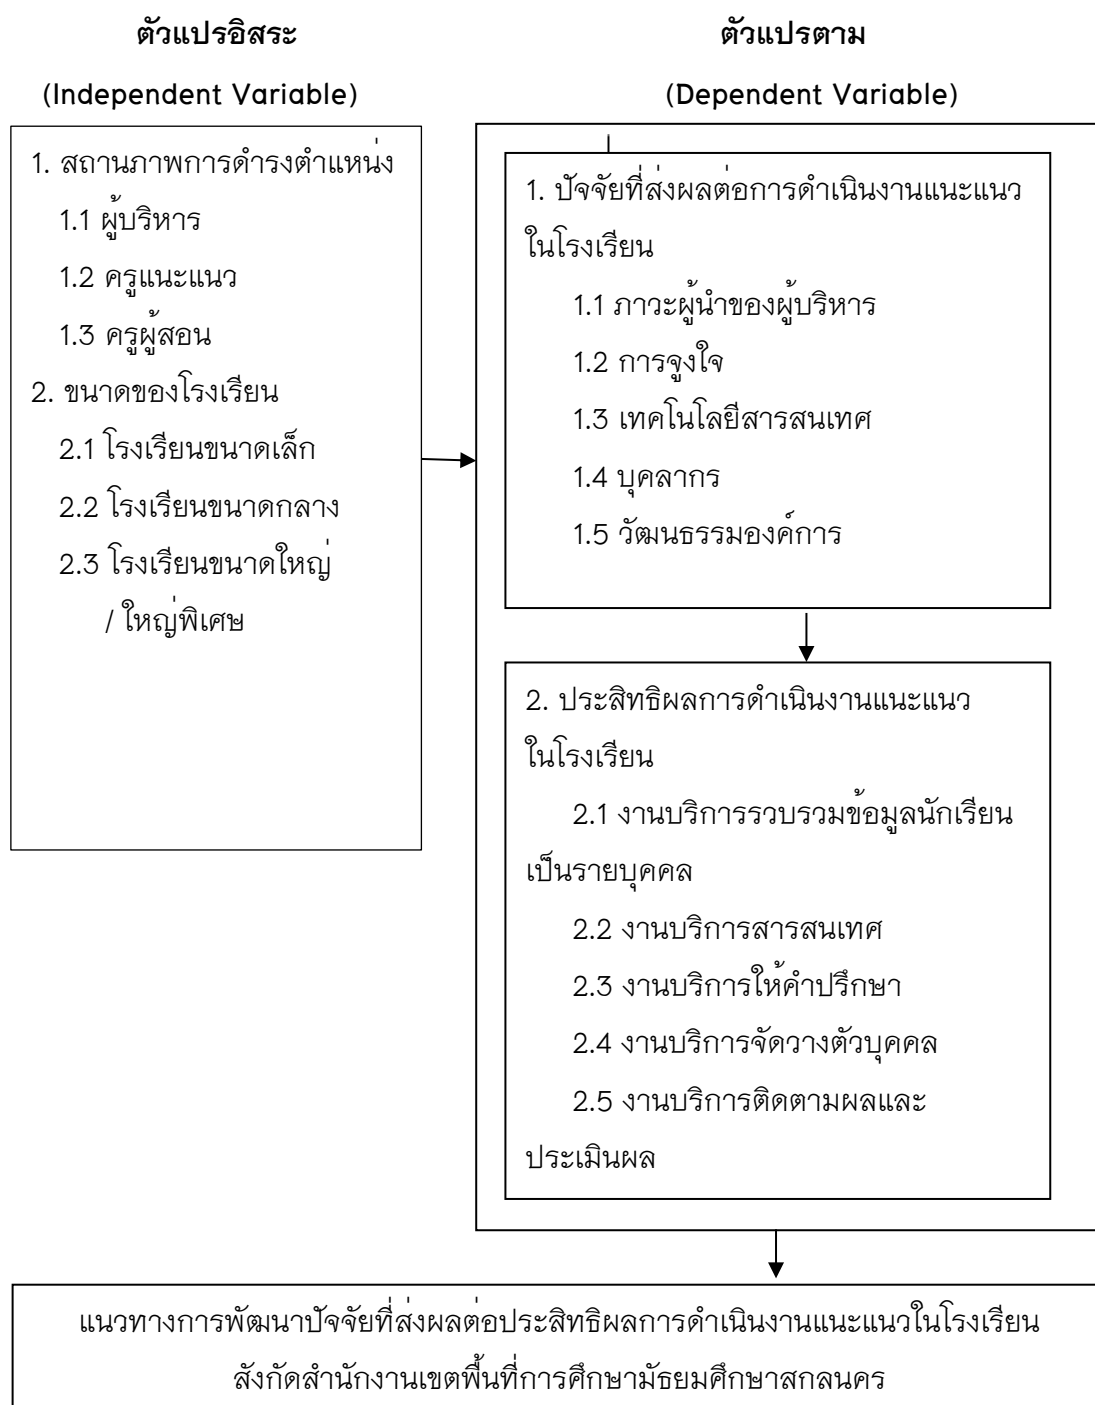 ตัวแปรอิสระ
(Independent Variable)
1. สถานภาพการดำรงตำแหน่ง
1.1 ผู้บริหาร
1.2 ครูแนะแนว
1.3 ครูผู้สอน
2. ขนาดของโรงเรียน
2.1 โรงเรียนขนาดเล็ก
2.2 โรงเรียนขนาดกลาง
2.3 โรงเรียนขนาดใหญ่
/ ใหญ่พิเศษ
ตัวแปรตาม
(Dependent Variable)
1. ปัจจัยที่ส่งผลต่อการดำเนินงานแนะแนว
ในโรงเรียน
1.1 ภาวะผู้นำของผู้บริหาร
1.2 การจูงใจ
1.3 เทคโนโลยีสารสนเทศ
1.4 บุคลากร
1.5 วัฒนธรรมองค์การ
2. ประสิทธิผลการดำเนินงานแนะแนว
ในโรงเรียน
2.1 งานบริการรวบรวมข้อมูลนักเรียน
เป็นรายบุคคล
2.2 งานบริการสารสนเทศ
2.3 งานบริการให้คำปรึกษา
2.4 งานบริการจัดวางตัวบุคคล
2.5 งานบริการติดตามผลและ
ประเมินผล
แนวทางการพัฒนาปัจจัยที่ส่งผลต่อประสิทธิผลการดำเนินงานแนะแนวในโรงเรียน
สังกัดสำนักงานเขตพื้นที่การศึกษามัธยมศึกษาสกลนคร